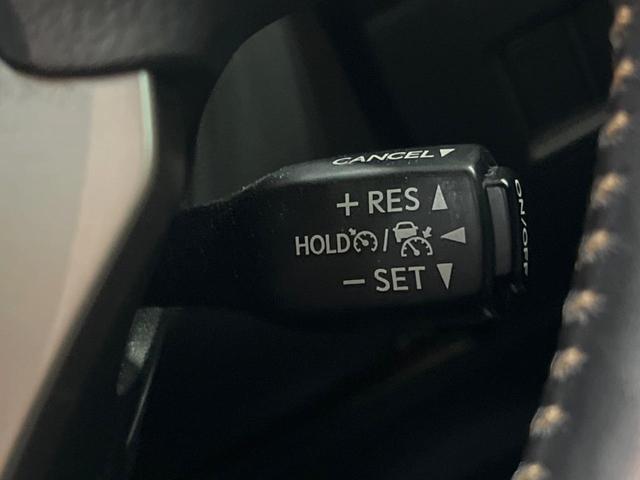 CANCEL▼
+ RES ▲
HOLD / ◀
− SET ▼
ON/OFF